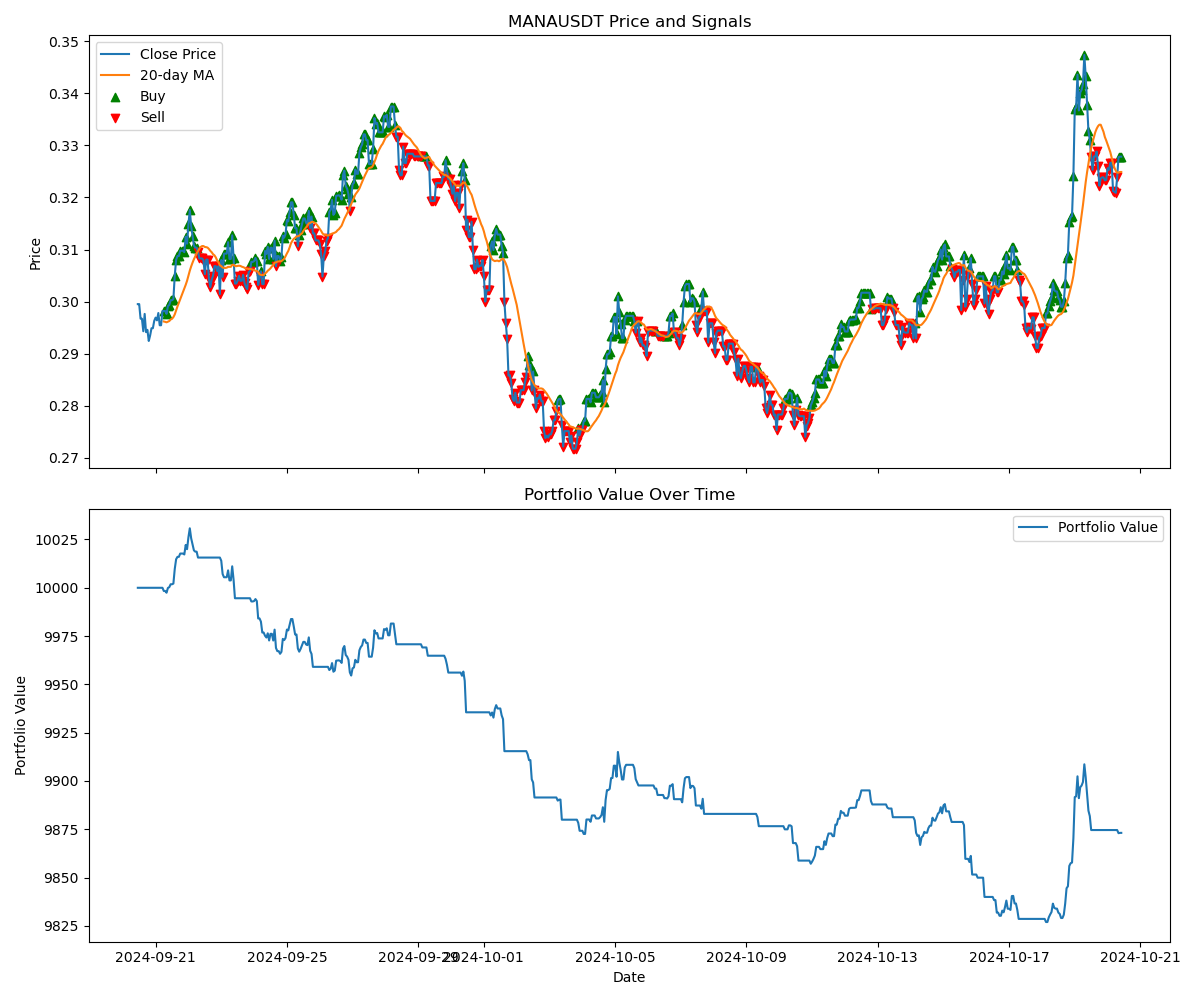 MANAUSDT Price and Signals
Price
0.35
0.34
0.33
0.32
0.31
0.30
0.29
0.28
0.27
Close Price
20-day MA
Buy
Sell
Portfolio Value Over Time
Portfolio Value
10025
10000
9975
9950
9925
9900
9875
9850
9825
Portfolio Value
2024-09-21 2024-09-25 2024-09-29 2024-10-01 2024-10-05 2024-10-09 2024-10-13 2024-10-17 2024-10-21
Date